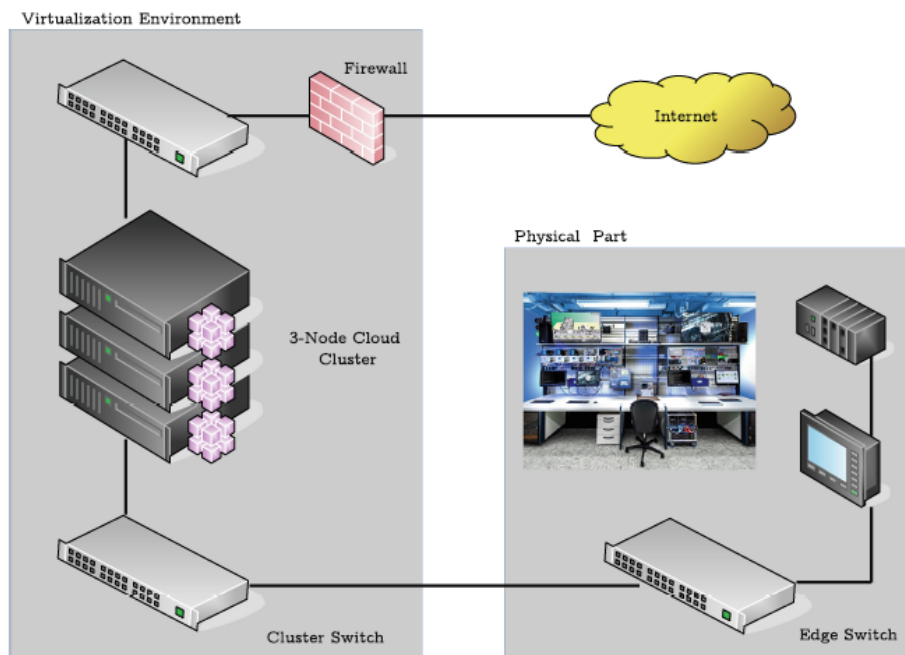 Virtualization Environment
Firewall
Internet
Physical Part
3-Node Cloud
Cluster
Cluster Switch
Edge Switch